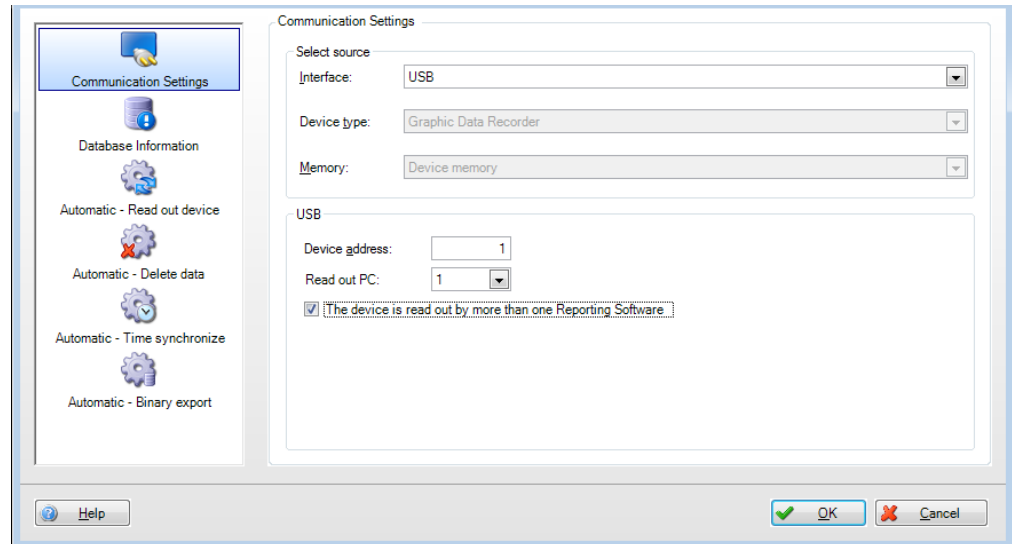 Communication Settings
Database Information
Automatic - Read out device
Automatic - Delete data
Automatic - Time synchronize
Automatic - Binary export
Communication Settings
Select source
Interface: USB
Device type: Graphic Data Recorder
Memory: Device memory
USB
Device address: 1
Read out PC: 1
The device is read out by more than one Reporting Software
Help OK Cancel